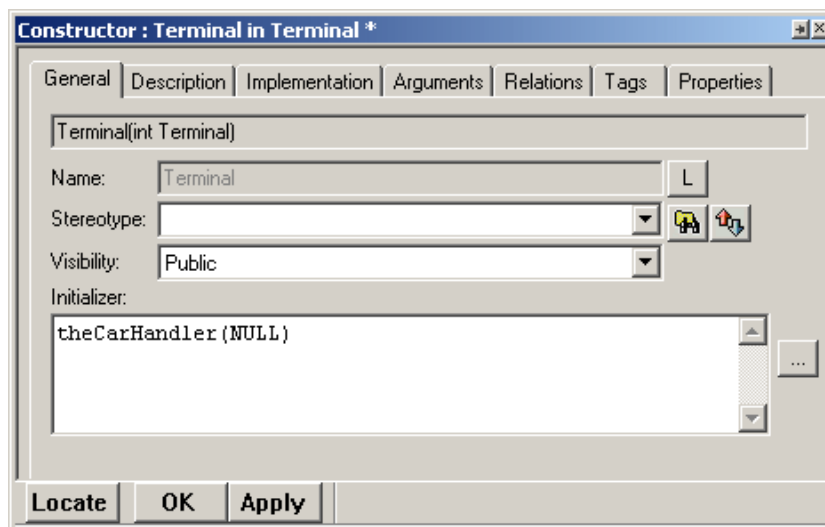 Constructor : Terminal in Terminal *
General Description Implementation Arguments Relations Tags Properties
Terminal(int Terminal)
Name: Terminal L
Stereotype:
Visibility: Public
Initializer:
theCarHandler(NULL)
...
Locate OK Apply